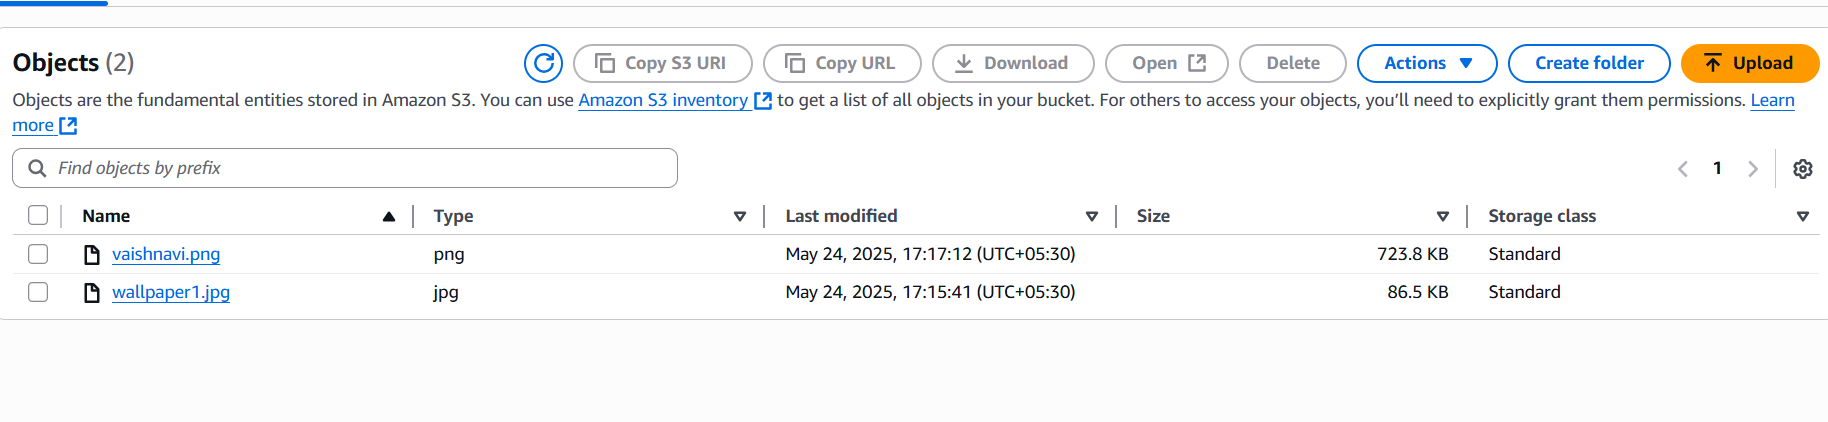 Objects (2)
Copy S3 URI
Copy URL
Download
Open
Delete
Actions
Create folder
Upload
Objects are the fundamental entities stored in Amazon S3. You can use Amazon S3 inventory to get a list of all objects in your bucket. For others to access your objects, you’ll need to explicitly grant them permissions. Learn
more
Find objects by prefix
1
Name Type Last modified Size Storage class
vaishnavi.png png May 24, 2025, 17:17:12 (UTC+05:30) 723.8 KB Standard
wallpaper1.jpg jpg May 24, 2025, 17:15:41 (UTC+05:30) 86.5 KB Standard